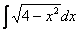 ∫√(4 − x²) dx